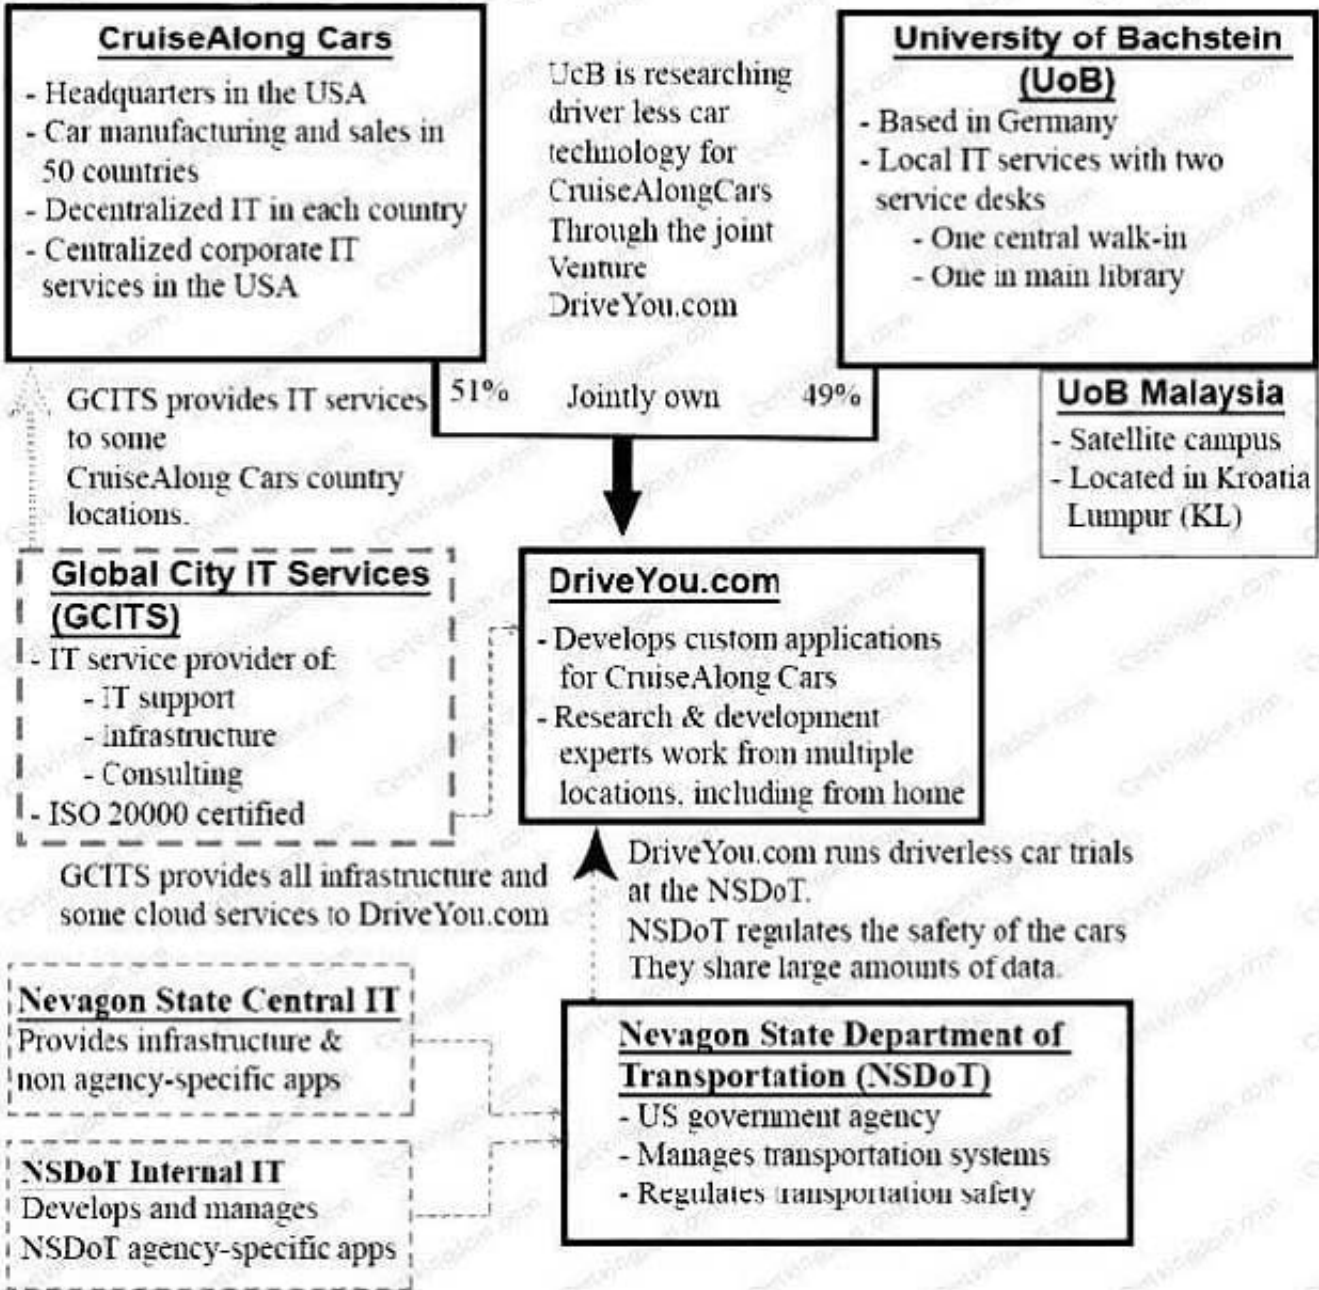 CruiseAlong Cars
- Headquarters in the USA
- Car manufacturing and sales in
50 countries
- Decentralized IT in each country
- Centralized corporate IT
services in the USA
UcB is researching
driver less car
technology for
CruiseAlongCars
Through the joint
Venture
DriveYou.com
University of Bachstein
(UoB)
- Based in Germany
- Local IT services with two
service desks
- One central walk-in
- One in main library
51% Jointly own 49%
UoB Malaysia
- Satellite campus
- Located in Kroatia
Lumpur (KL)
GCITS provides IT services
to some
CruiseAlong Cars country
locations.
Global City IT Services
(GCITS)
- IT service provider of:
- IT support
- Infrastructure
- Consulting
- ISO 20000 certified
DriveYou.com
- Develops custom applications
for CruiseAlong Cars
- Research & development
experts work from multiple
locations, including from home
GCITS provides all infrastructure and
some cloud services to DriveYou.com
DriveYou.com runs driverless car trials
at the NSDoT.
NSDoT regulates the safety of the cars
They share large amounts of data.
Nevagon State Central IT
Provides infrastructure &
non agency-specific apps
NSDoT Internal IT
Develops and manages
NSDoT agency-specific apps
Nevagon State Department of
Transportation (NSDoT)
- US government agency
- Manages transportation systems
- Regulates transportation safety